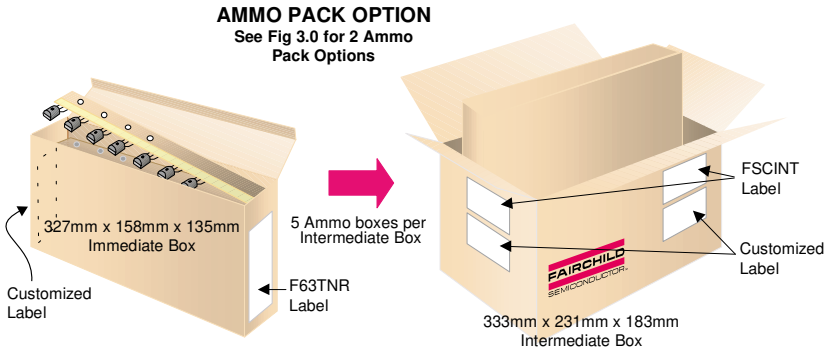 AMMO PACK OPTION
See Fig 3.0 for 2 Ammo
Pack Options
327mm x 158mm x 135mm
Immediate Box
Customized
Label
F63TNR
Label
5 Ammo boxes per
Intermediate Box
FSCINT
Label
Customized
Label
FAIRCHILD
SEMICONDUCTOR
333mm x 231mm x 183mm
Intermediate Box